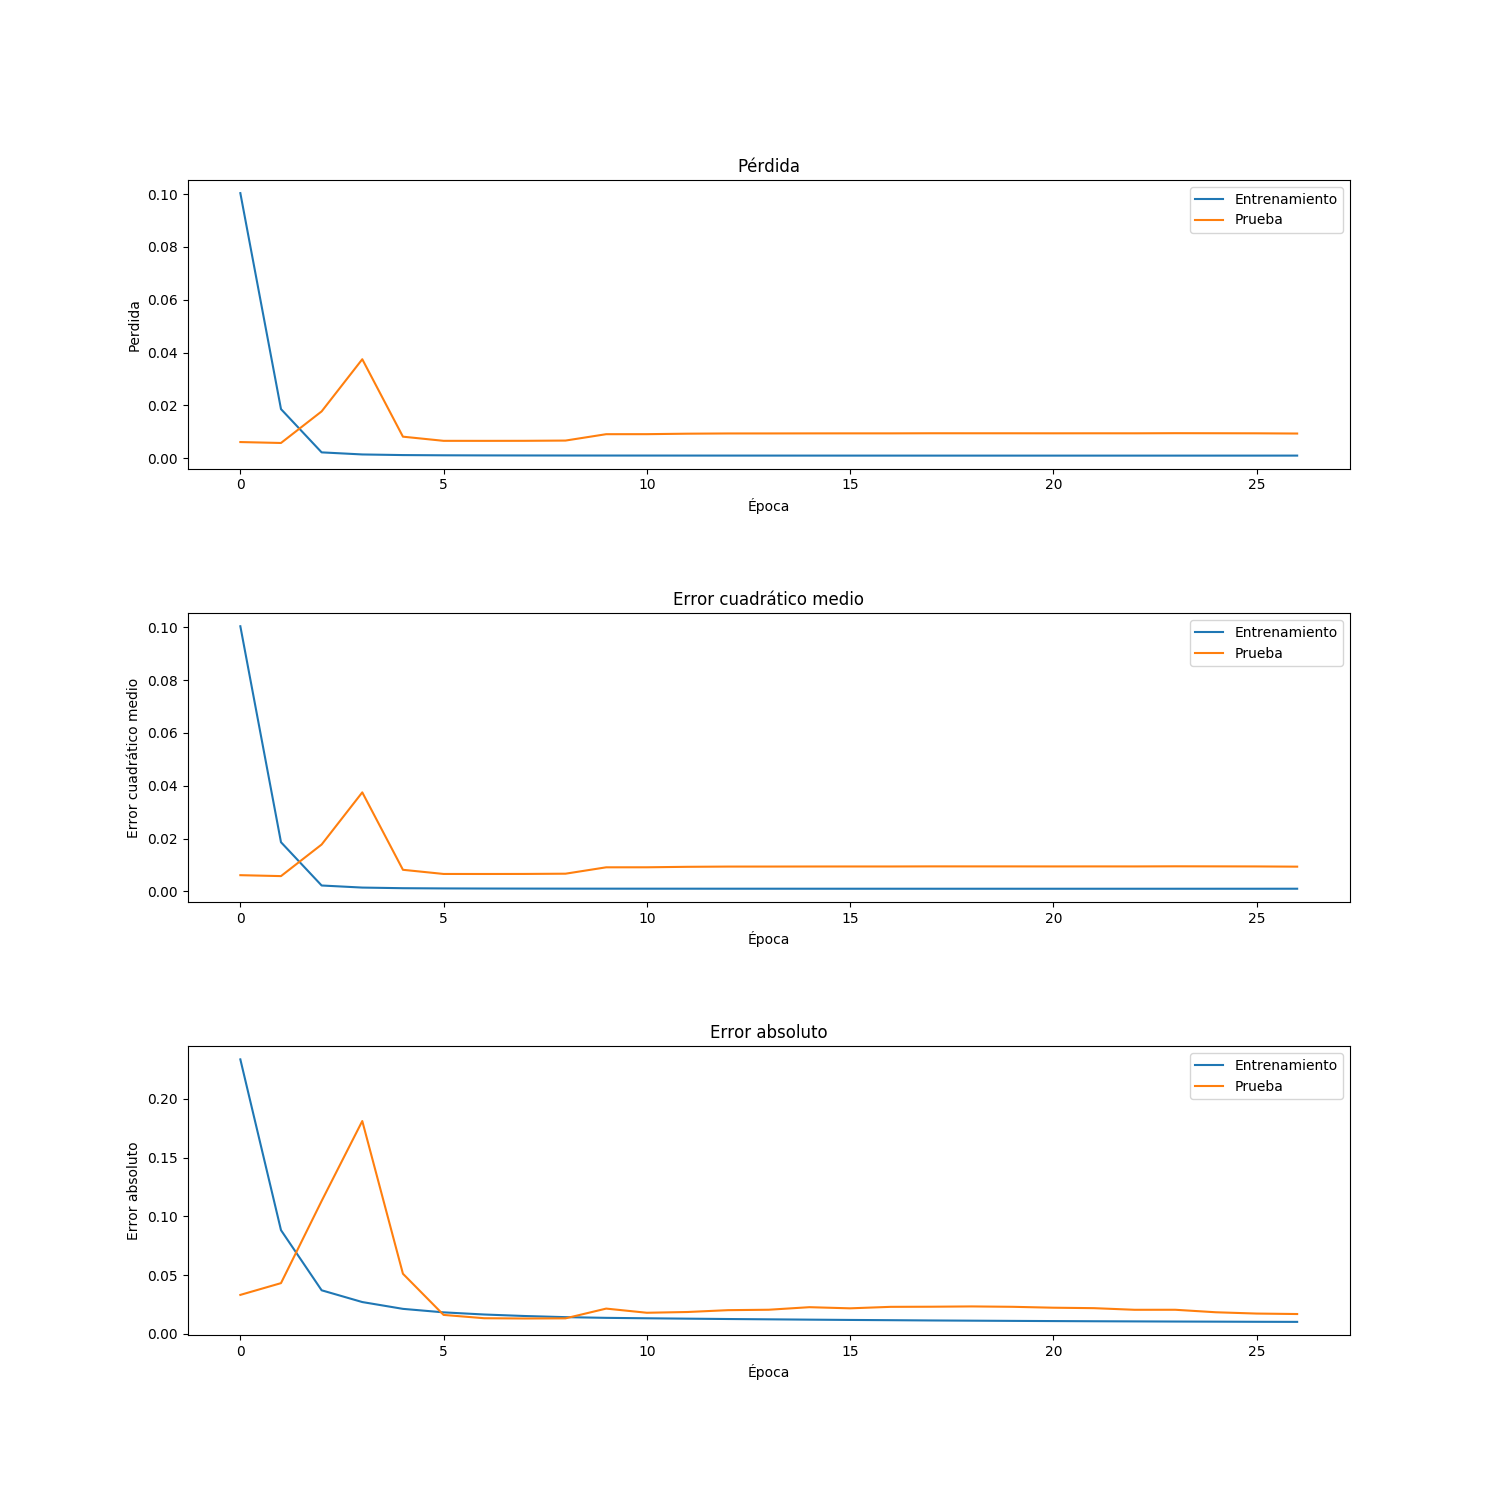 Pérdida
Perdida
0.10
0.08
0.06
0.04
0.02
0.00
Entrenamiento
Prueba
0 5 10 15 20 25
Época
Error cuadrático medio
Error cuadrático medio
0.10
0.08
0.06
0.04
0.02
0.00
Entrenamiento
Prueba
0 5 10 15 20 25
Época
Error absoluto
Error absoluto
0.20
0.15
0.10
0.05
0.00
Entrenamiento
Prueba
0 5 10 15 20 25
Época